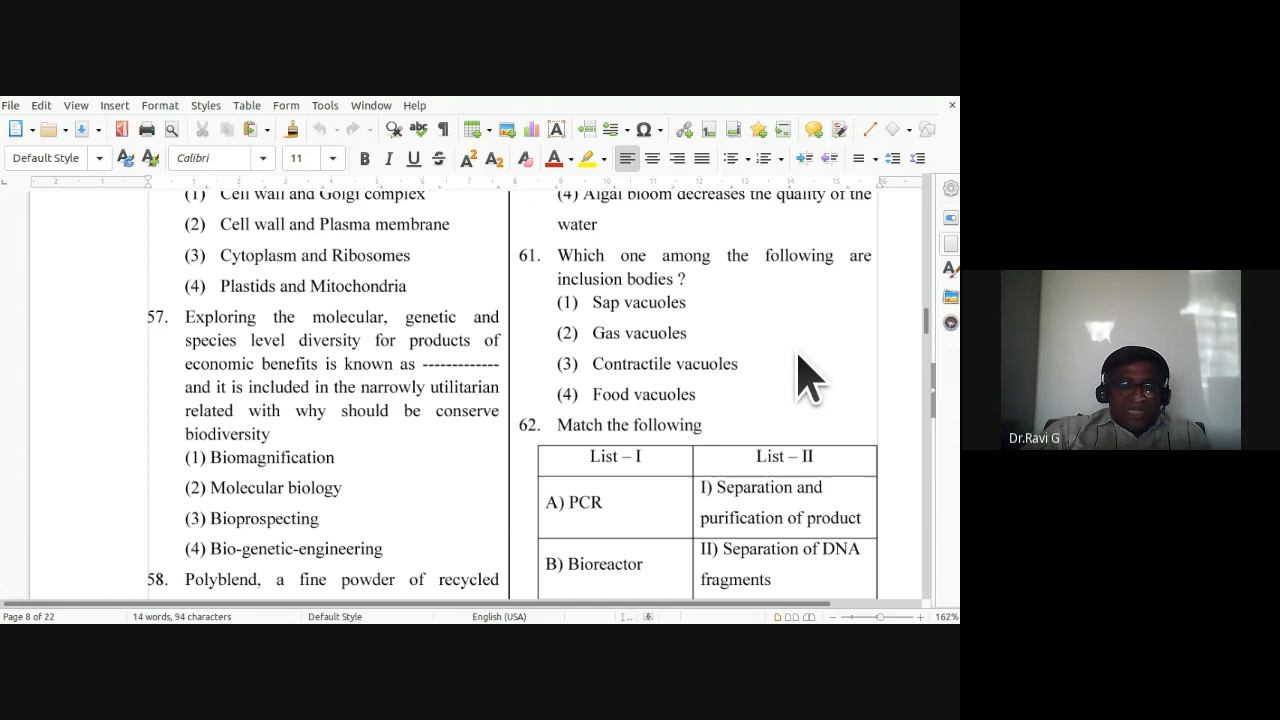 File Edit View Insert Format Styles Table Form Tools Window Help
Default Style Calibri 11
(1) Cell wall and Golgi complex
(2) Cell wall and Plasma membrane
(3) Cytoplasm and Ribosomes
(4) Plastids and Mitochondria
57. Exploring the molecular, genetic and
species level diversity for products of
economic benefits is known as -------------
and it is included in the narrowly utilitarian
related with why should be conserve
biodiversity
(1) Biomagnification
(2) Molecular biology
(3) Bioprospecting
(4) Bio-genetic-engineering
58. Polyblend, a fine powder of recycled
(4) Algal bloom decreases the quality of the
water
61. Which one among the following are
inclusion bodies ?
(1) Sap vacuoles
(2) Gas vacuoles
(3) Contractile vacuoles
(4) Food vacuoles
62. Match the following
List – I List – II
A) PCR
I) Separation and
purification of product
B) Bioreactor
II) Separation of DNA
fragments
Page 8 of 22 14 words, 94 characters Default Style English (USA) 162%
Dr.Ravi G